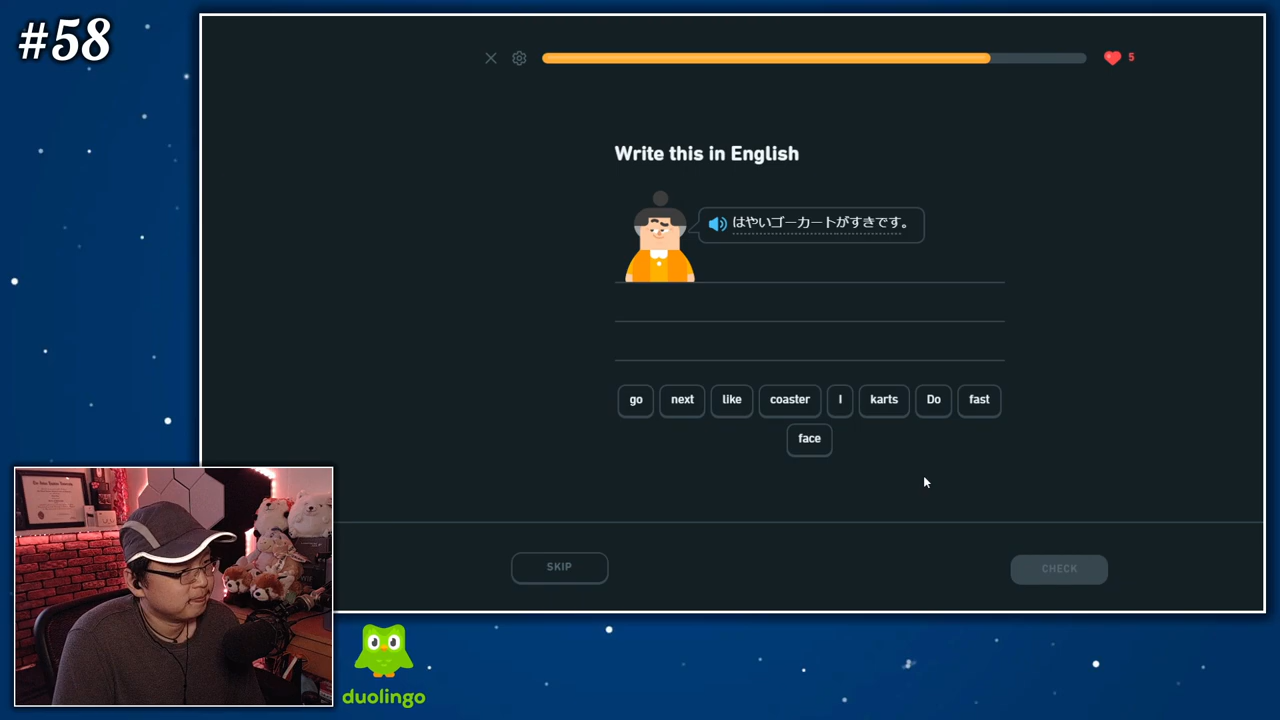 #58
5
Write this in English
はやいゴーカートがすきです。
go next like coaster I karts Do fast
face
SKIP CHECK
duolingo